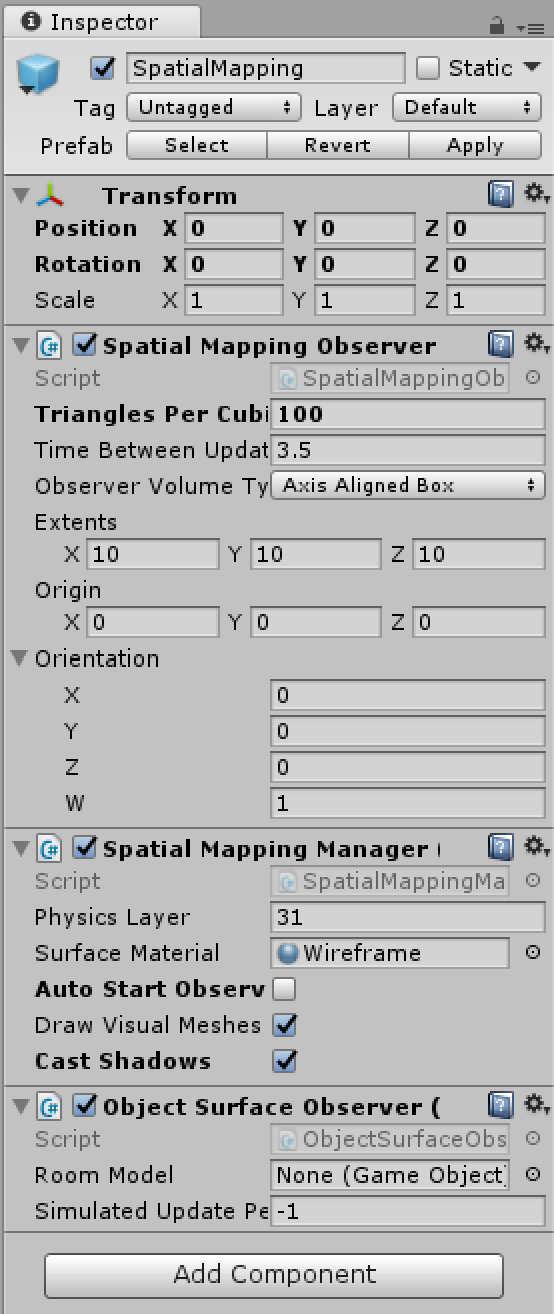 Inspector
SpatialMapping Static
Tag Untagged Layer Default
Prefab Select Revert Apply
Transform
Position X 0 Y 0 Z 0
Rotation X 0 Y 0 Z 0
Scale X 1 Y 1 Z 1
Spatial Mapping Observer
Script SpatialMappingOb
Triangles Per Cubi 100
Time Between Updat 3.5
Observer Volume Ty Axis Aligned Box
Extents
X 10 Y 10 Z 10
Origin
X 0 Y 0 Z 0
Orientation
X 0
Y 0
Z 0
W 1
Spatial Mapping Manager (
Script SpatialMappingMa
Physics Layer 31
Surface Material Wireframe
Auto Start Observ
Draw Visual Meshes
Cast Shadows
Object Surface Observer (
Script ObjectSurfaceObs
Room Model None (Game Object)
Simulated Update Pe -1
Add Component